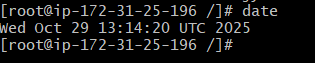 [root@ip-172-31-25-196 /]# date
Wed Oct 29 13:14:20 UTC 2025
[root@ip-172-31-25-196 /]#